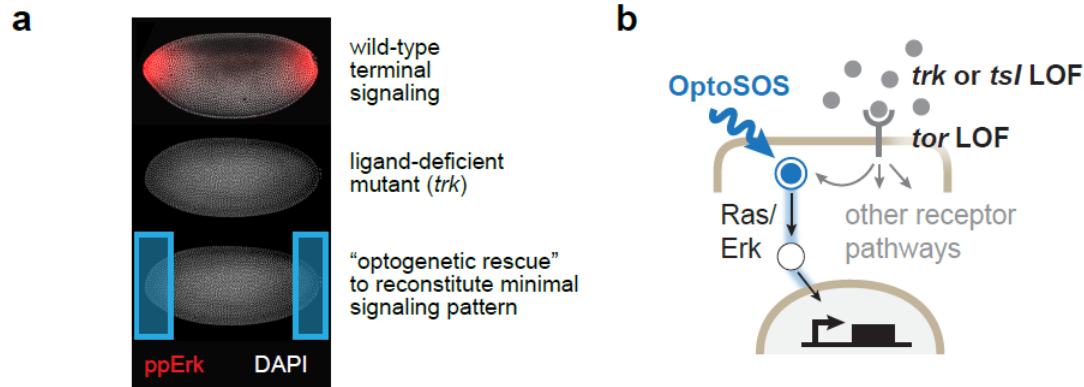 a
wild-type
terminal
signaling
ligand-deficient
mutant (trk)
“optogenetic rescue”
to reconstitute minimal
signaling pattern
ppErk DAPI
b
OptoSOS
trk or tsl LOF
tor LOF
Ras/
Erk
other receptor
pathways